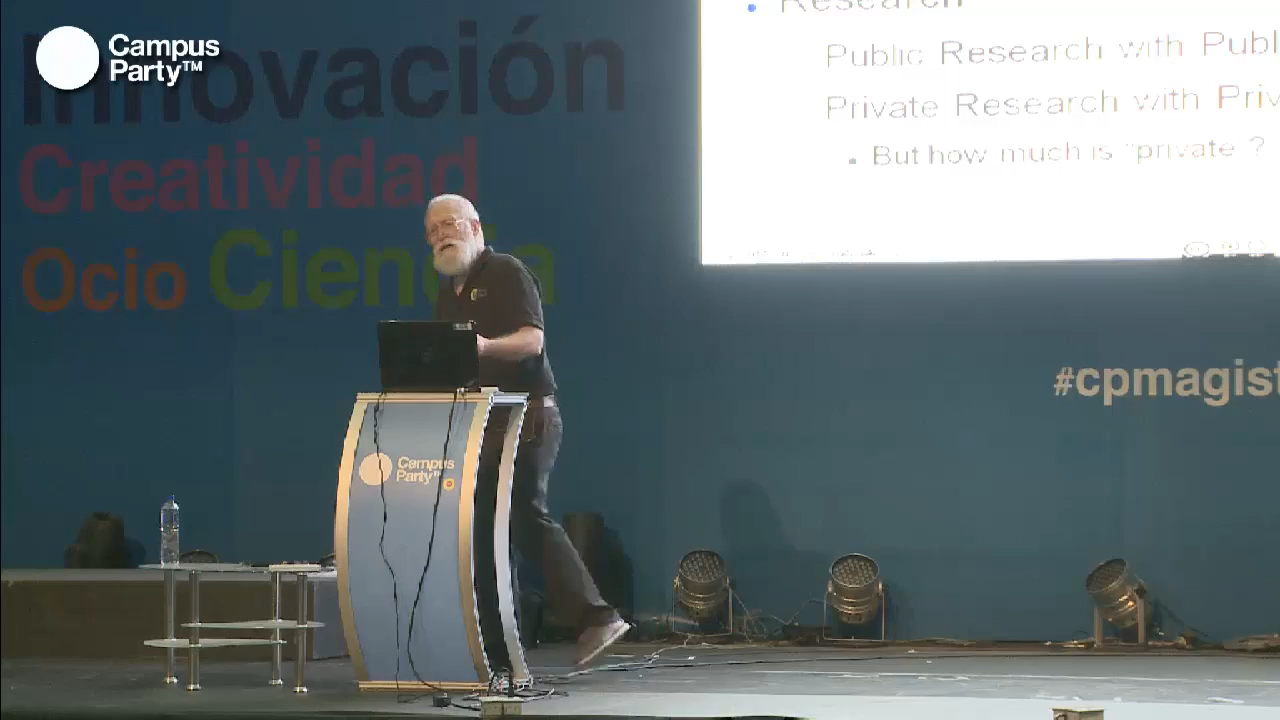 Campus
Party™
Innovación
Creatividad
Ocio Ciencia
Research
Public Research with Publ
Private Research with Priv
But how much is "private"?
#cpmagist
Campus
Party™